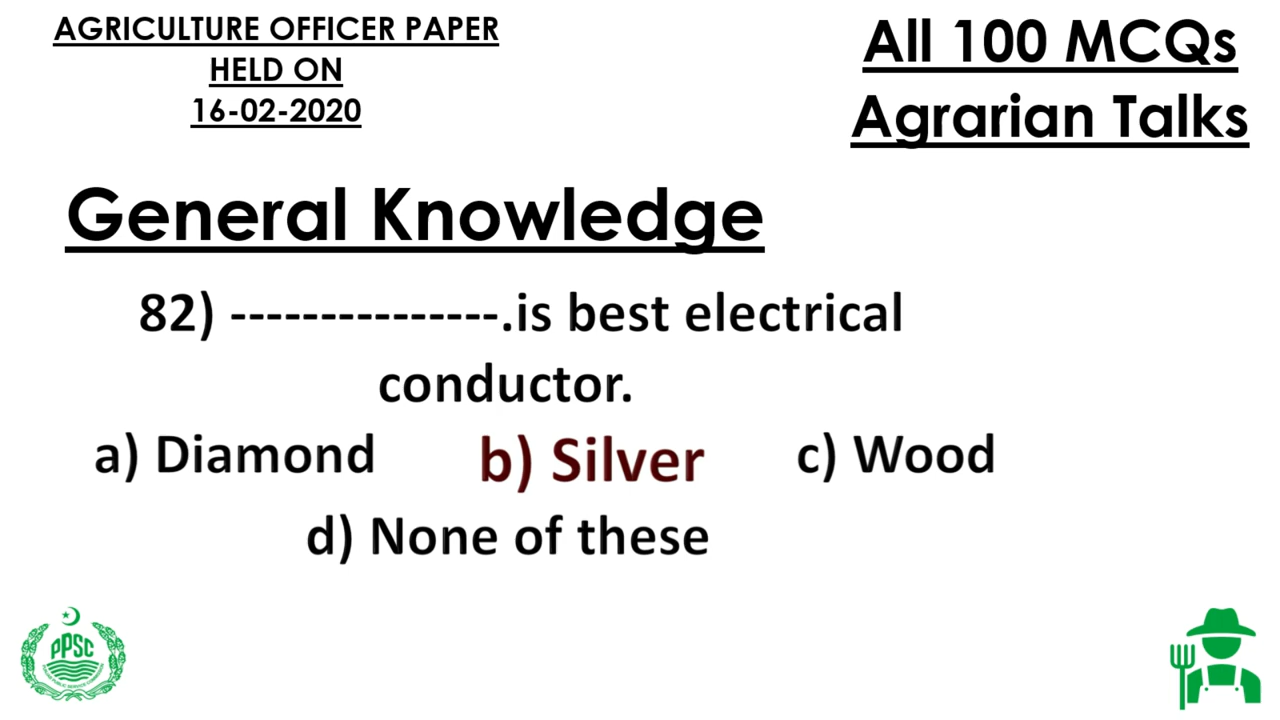 AGRICULTURE OFFICER PAPER
HELD ON
16-02-2020
All 100 MCQs
Agrarian Talks
General Knowledge
82) ---------------.is best electrical
conductor.
a) Diamond b) Silver c) Wood
d) None of these
PPSC